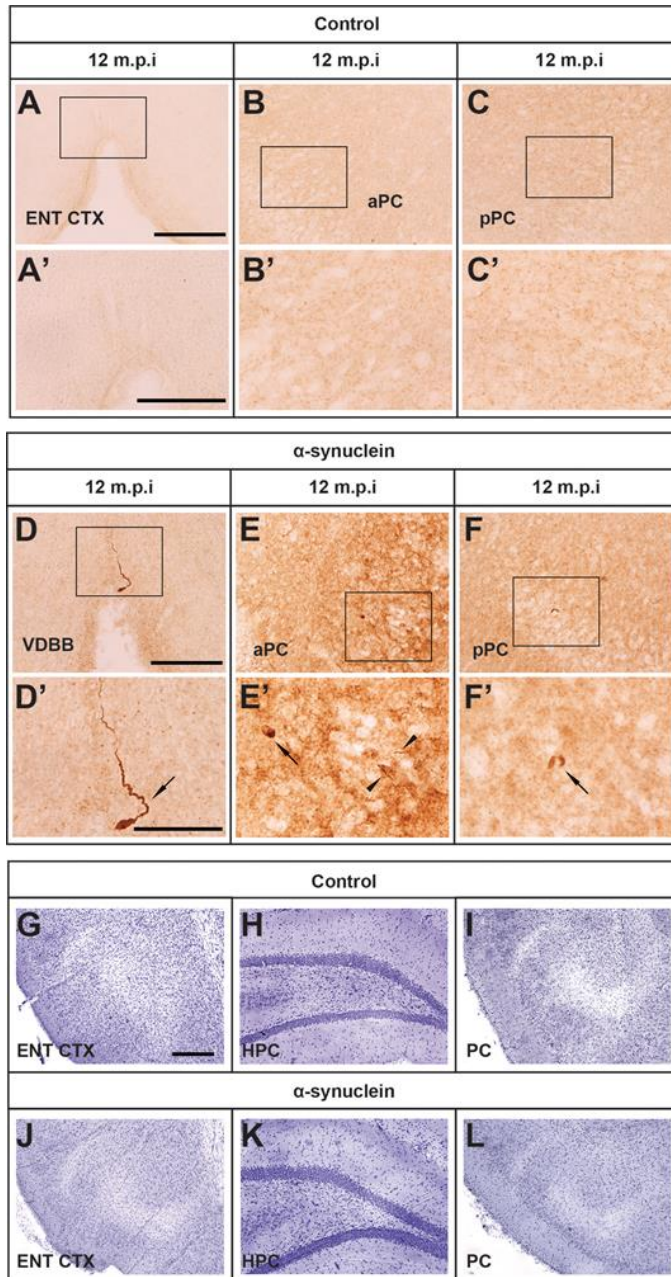 Control
12 m.p.i 12 m.p.i 12 m.p.i
A B C
ENT CTX aPC pPC
A' B' C'
α-synuclein
12 m.p.i 12 m.p.i 12 m.p.i
D E F
VDBB aPC pPC
D' E' F'
Control
G H I
ENT CTX HPC PC
α-synuclein
J K L
ENT CTX HPC PC